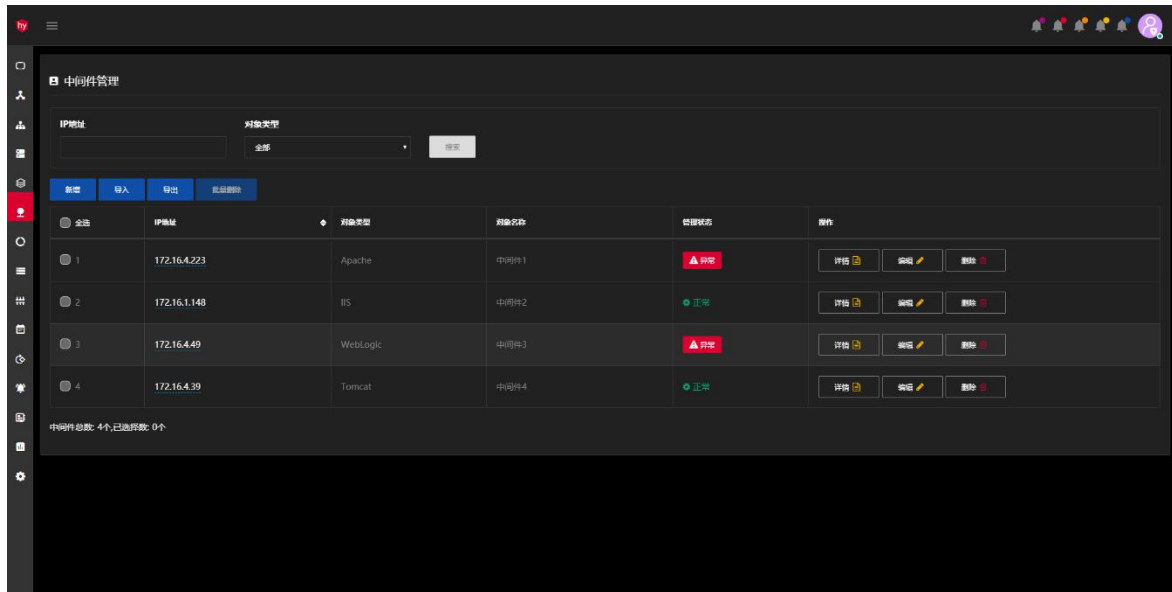 hy
中间件管理
IP地址 对象类型
全部 搜索
新增 导入 导出 批量删除
全选 IP地址 对象类型 对象名称 管理状态 操作
1 172.16.4.223 Apache 中间件1 异常 详情 编辑 删除
2 172.16.1.148 IIS 中间件2 正常 详情 编辑 删除
3 172.16.4.49 WebLogic 中间件3 异常 详情 编辑 删除
4 172.16.4.39 Tomcat 中间件4 正常 详情 编辑 删除
中间件总数: 4个,已选择数: 0个